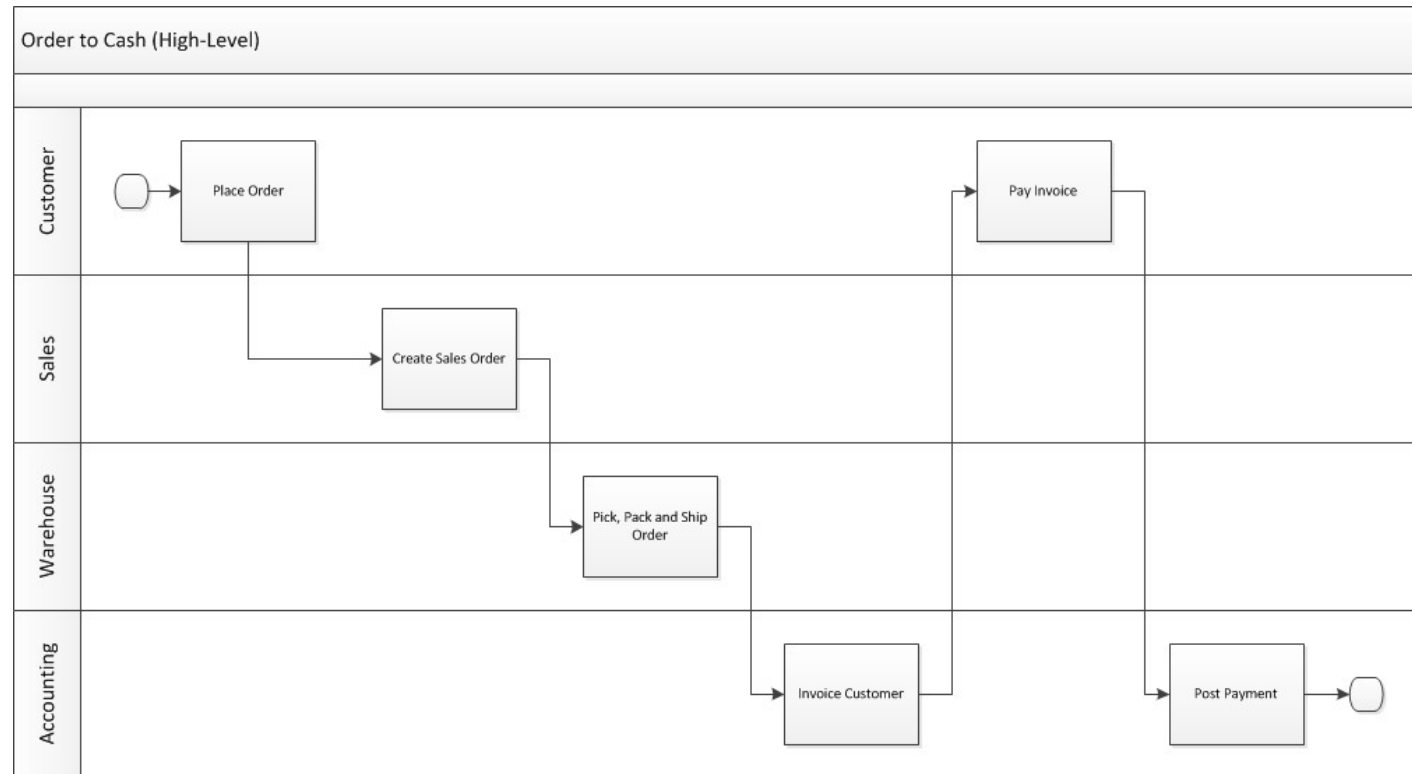 Order to Cash (High-Level)
Customer
Place Order
Pay Invoice
Sales
Create Sales Order
Warehouse
Pick, Pack and Ship
Order
Accounting
Invoice Customer
Post Payment